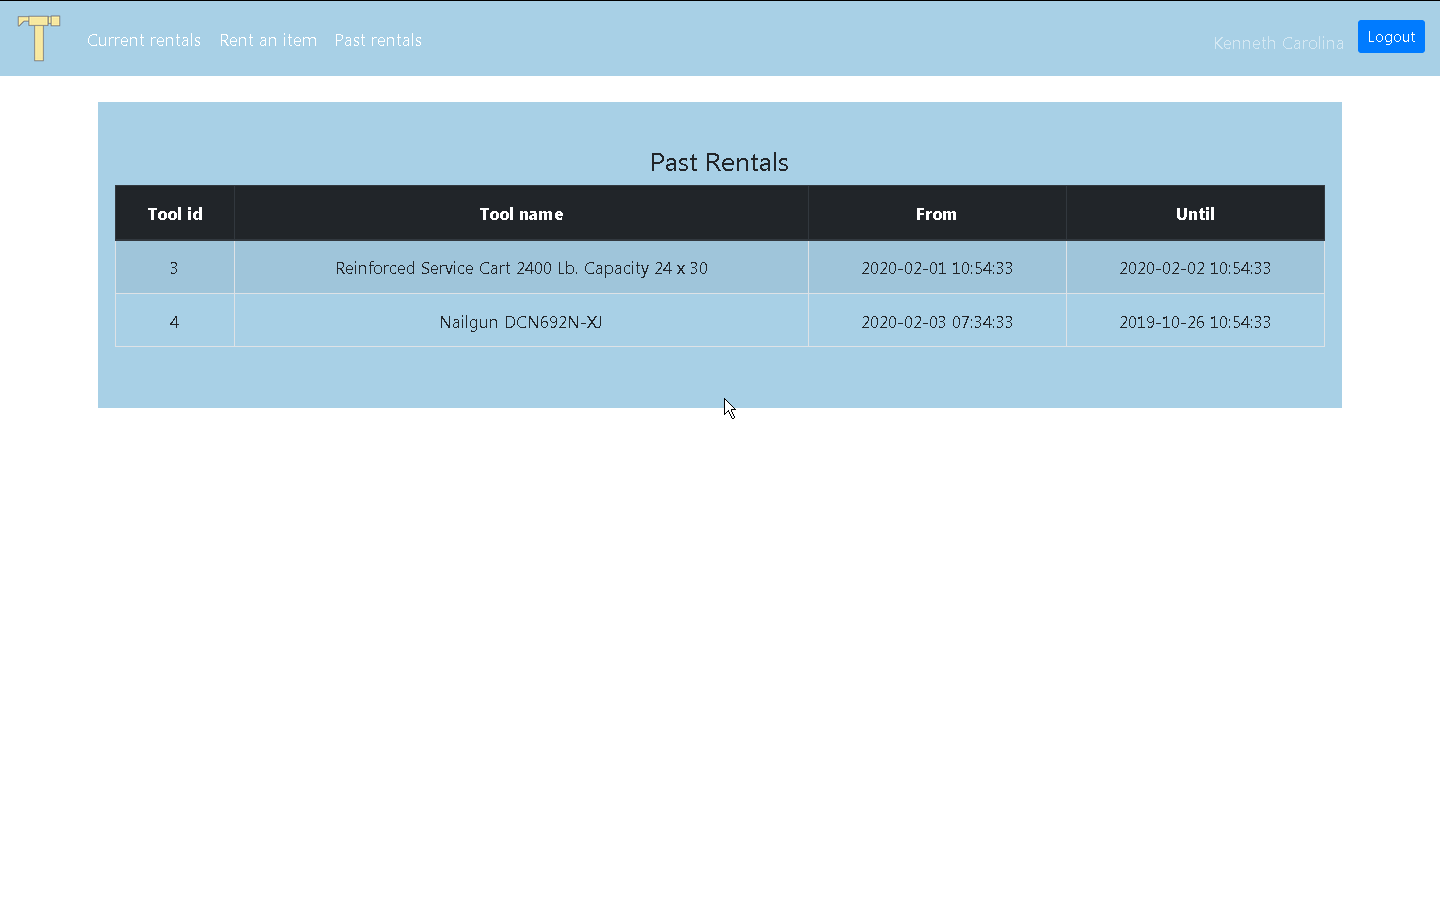 Current rentals Rent an item Past rentals Kenneth Carolina Logout
Past Rentals
Tool id Tool name From Until
3 Reinforced Service Cart 2400 Lb. Capacity 24 x 30 2020-02-01 10:54:33 2020-02-02 10:54:33
4 Nailgun DCN692N-XJ 2020-02-03 07:34:33 2019-10-26 10:54:33